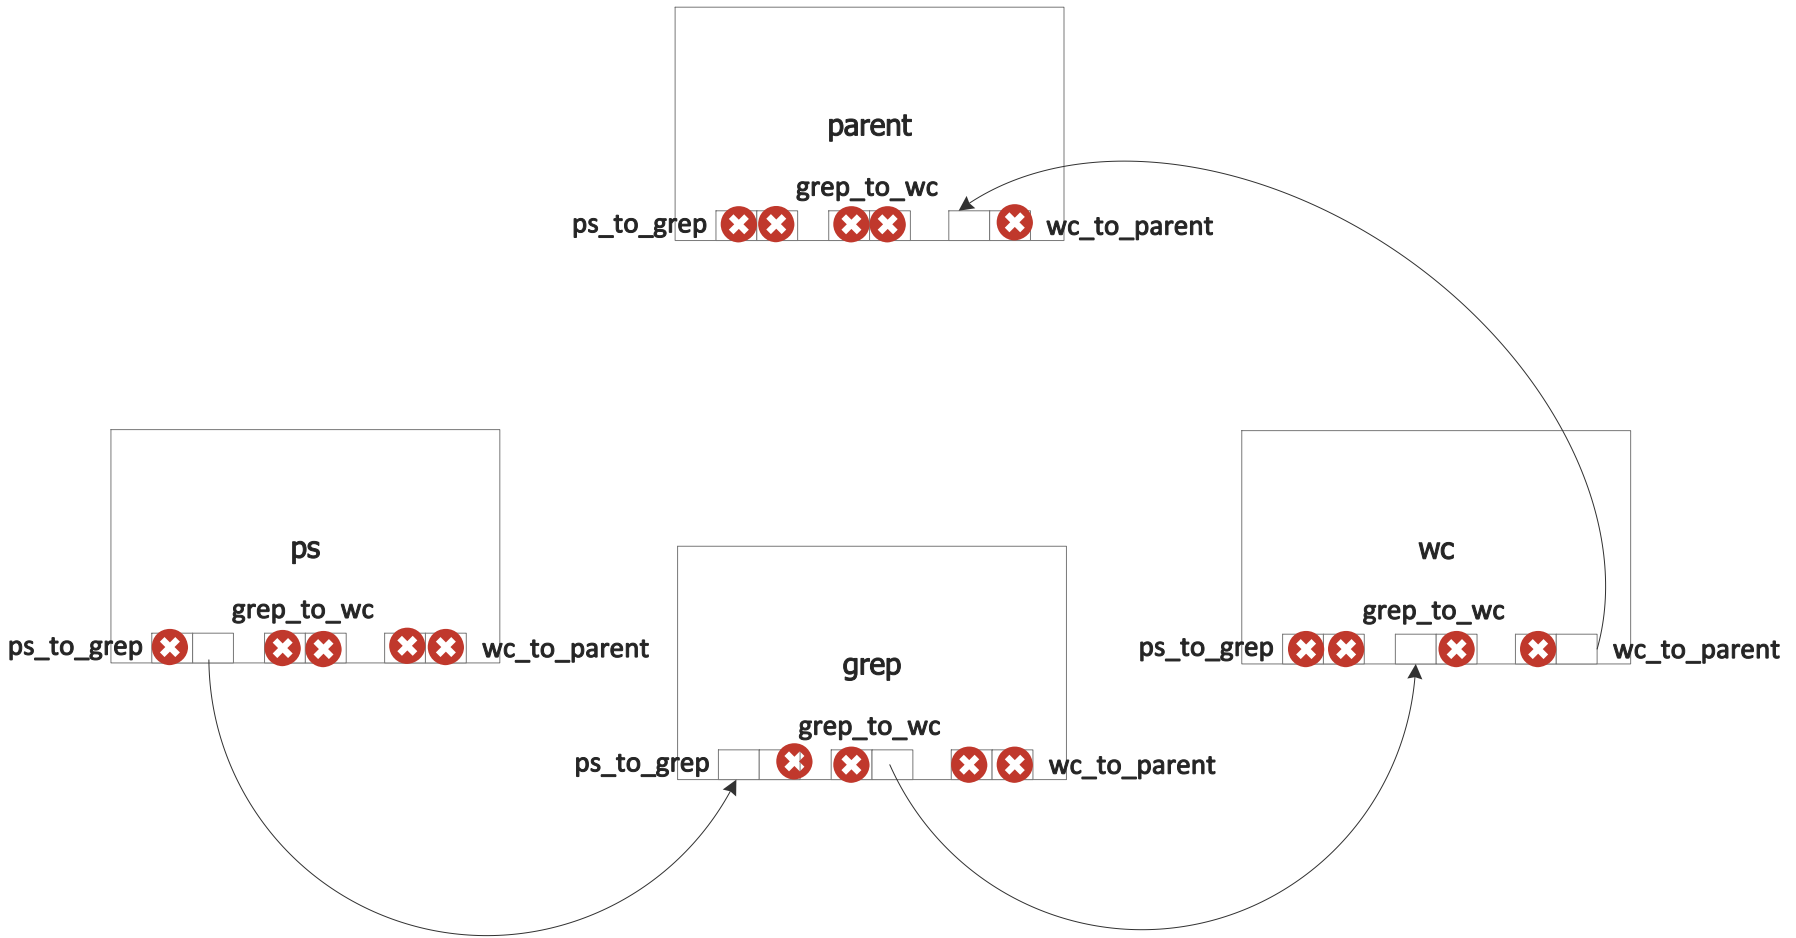 parent
grep_to_wc
ps_to_grep
wc_to_parent
ps
grep_to_wc
ps_to_grep
wc_to_parent
grep
grep_to_wc
ps_to_grep
wc_to_parent
wc
grep_to_wc
ps_to_grep
wc_to_parent